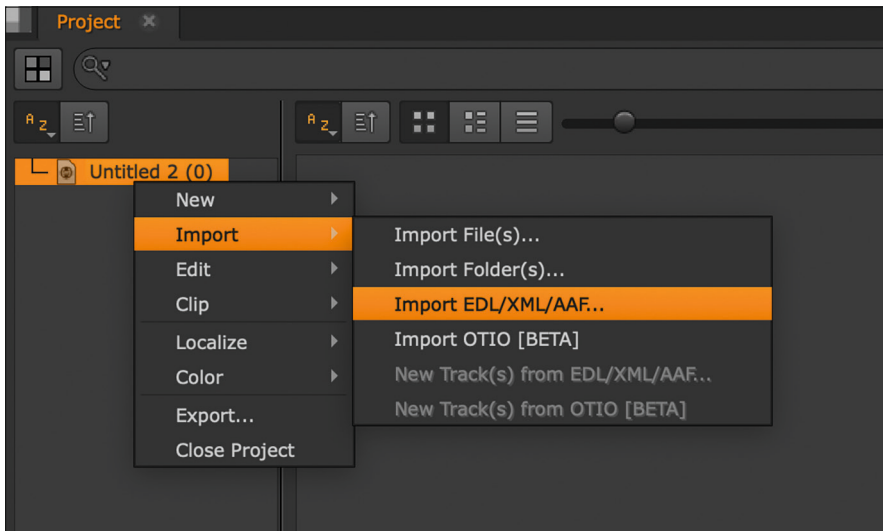 Project
A Z
A Z
Untitled 2 (0)
New
Import
Import File(s)...
Edit
Import Folder(s)...
Clip
Import EDL/XML/AAF...
Localize
Import OTIO [BETA]
Color
New Track(s) from EDL/XML/AAF...
Export...
New Track(s) from OTIO [BETA]
Close Project